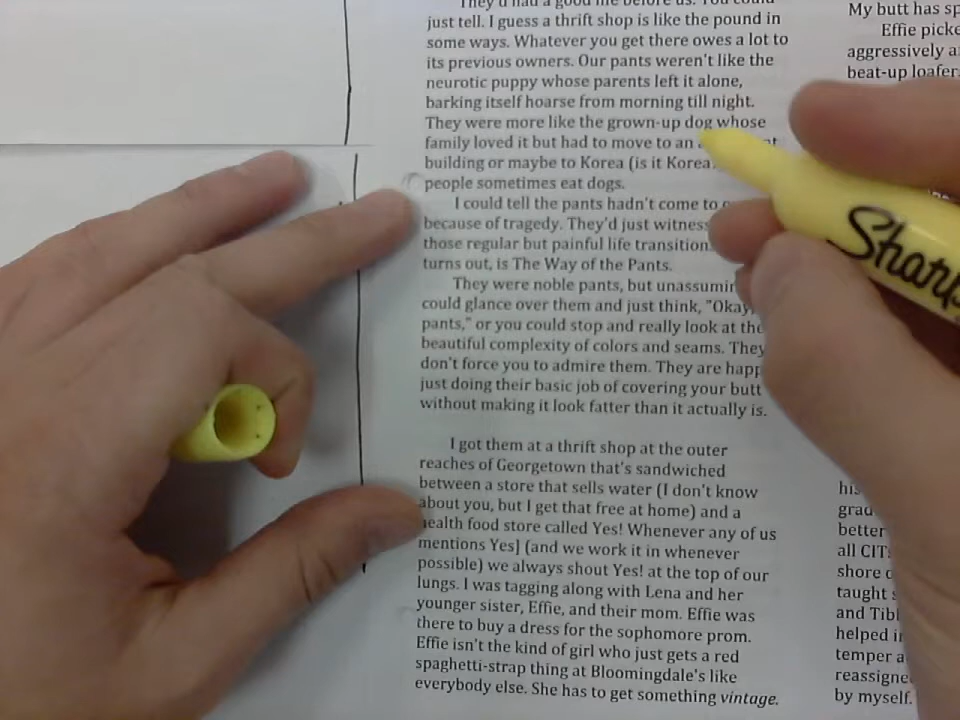 They'd had a good life before us. You could
just tell. I guess a thrift shop is like the pound in
some ways. Whatever you get there owes a lot to
its previous owners. Our pants weren't like the
neurotic puppy whose parents left it alone,
barking itself hoarse from morning till night.
They were more like the grown-up dog whose
family loved it but had to move to an
building or maybe to Korea (is it Korea
people sometimes eat dogs.
I could tell the pants hadn't come to
because of tragedy. They'd just
those regular but painful life
turns out, is The Way of the Pants.
They were noble pants, but
could glance over them and just think, "Okay,
pants," or you could stop and really look at the
beautiful complexity of colors and seams. They
don't force you to admire them. They are
just doing their basic job of covering your butt
without making it look fatter than it actually is.
I got them at a thrift shop at the outer
reaches of Georgetown that's sandwiched
between a store that sells water (I don't know
about you, but I get that free at home) and a
health food store called Yes! Whenever any of us
mentions Yes] (and we work it in whenever
possible) we always shout Yes! at the top of our
lungs. I was tagging along with Lena and her
younger sister, Effie, and their mom. Effie was
there to buy a dress for the sophomore prom.
Effie isn't the kind of girl who just gets a red
spaghetti-strap thing at Bloomingdale's like
everybody else. She has to get something vintage.
My butt has
Effie
aggressively
beat-up
Sharp
his
better
all
shore
taught
and
helped
temper
by myself.